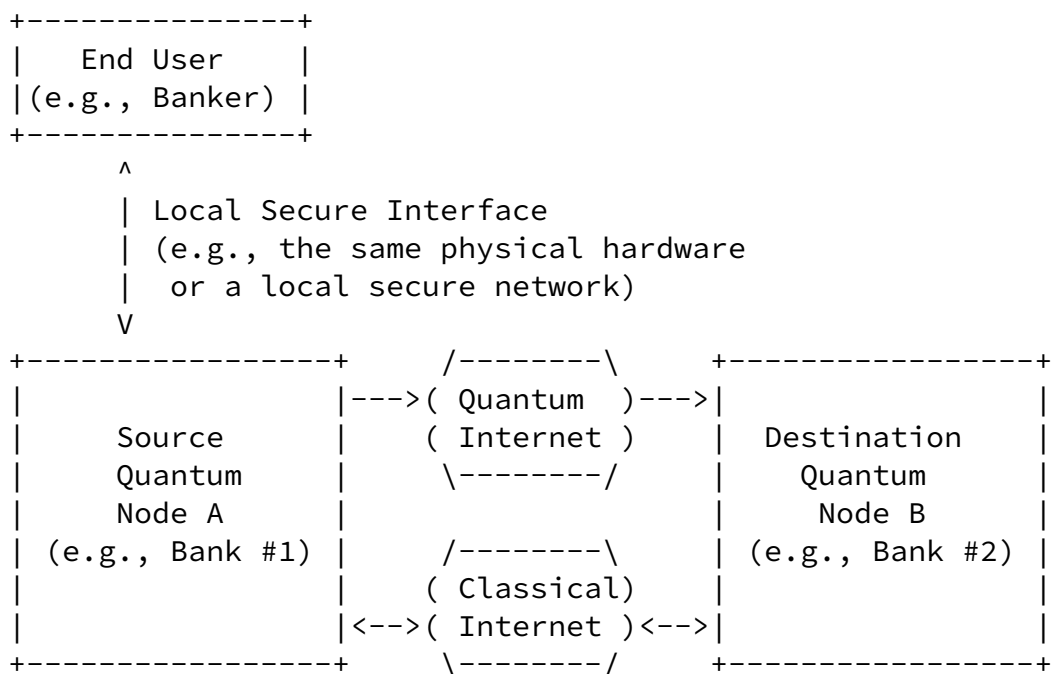 +---------------+
|   End User    |
|(e.g., Banker) |
+---------------+
      ^
      | Local Secure Interface
      | (e.g., the same physical hardware
      |  or a local secure network)
      V
+-----------------+     /--------\     +-----------------+
|                 |--->( Quantum  )--->|                 |
|     Source      |    ( Internet )    |  Destination    |
|     Quantum     |     \--------/     |    Quantum      |
|     Node A      |                    |     Node B      |
| (e.g., Bank #1) |     /--------\     | (e.g., Bank #2) |
|                 |    ( Classical)    |                 |
|                 |<-->( Internet )<-->|                 |
+-----------------+     \--------/     +-----------------+